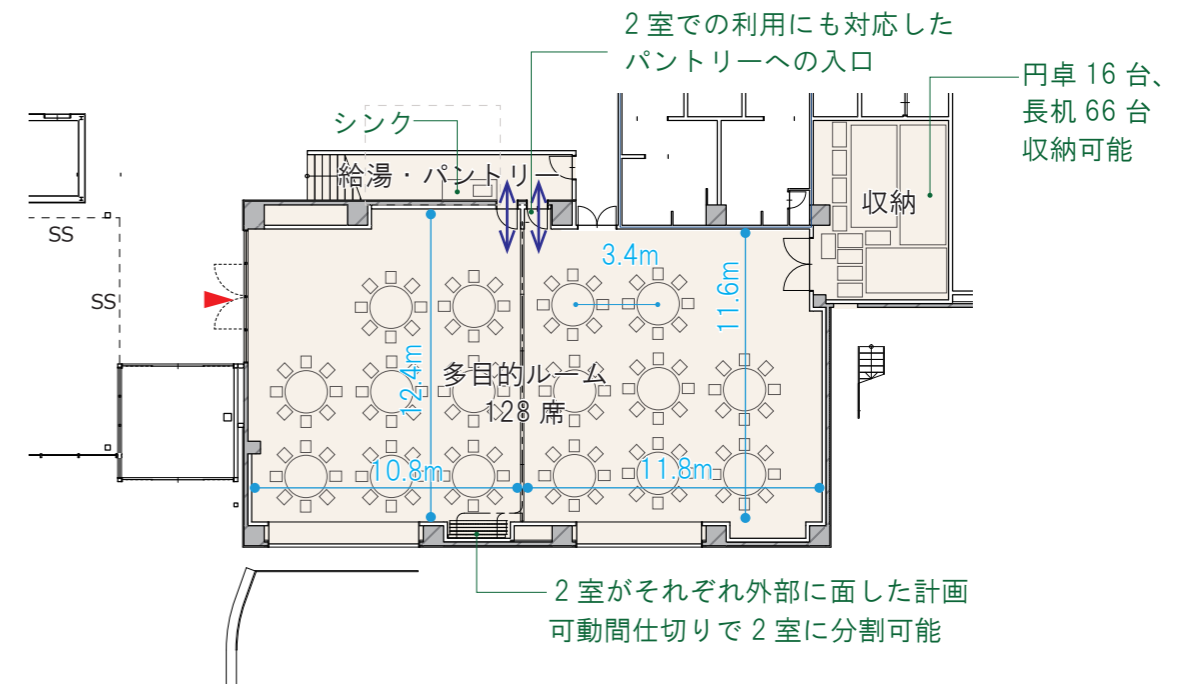 2室での利用にも対応した
パントリーへの入口
円卓16台、
長机66台
収納可能
シンク
給湯・パントリー
収納
SS
3.4m
11.6m
SS
12.4m
多目的ルーム
128席
10.8m
11.8m
2室がそれぞれ外部に面した計画
可動間仕切りで2室に分割可能